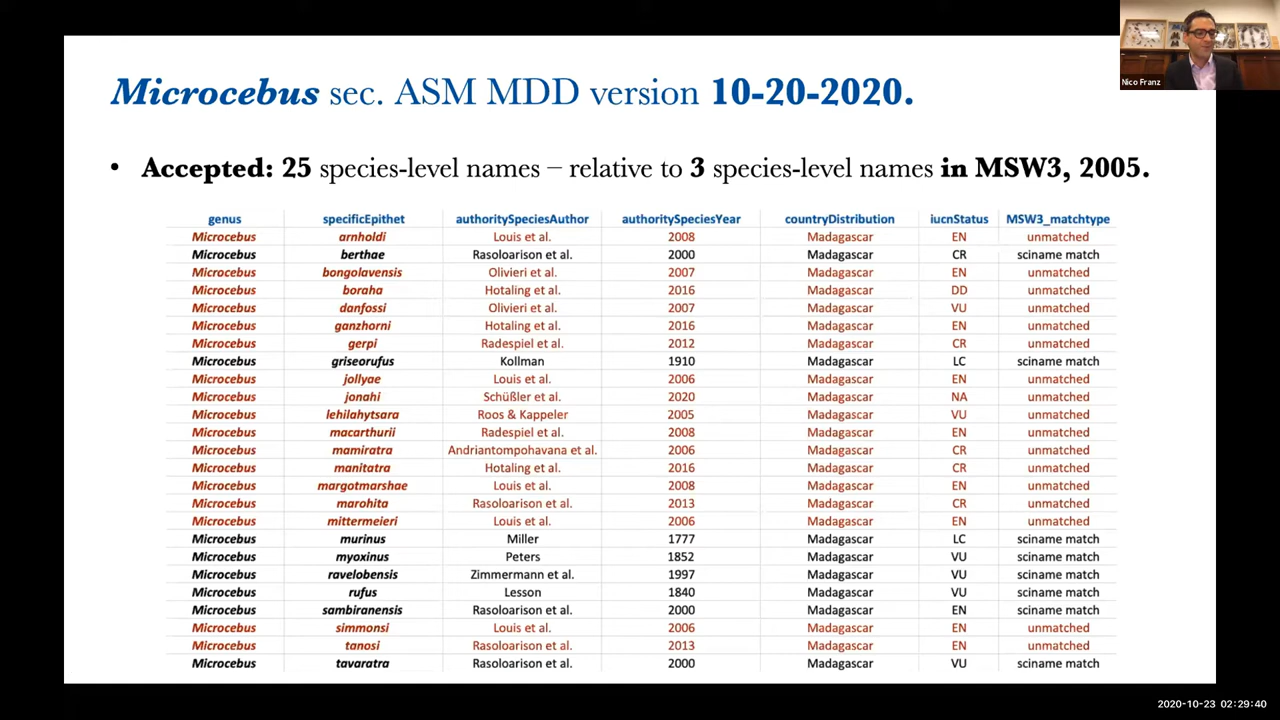 Nico Franz
Microcebus sec. ASM MDD version 10-20-2020.
• Accepted: 25 species-level names – relative to 3 species-level names in MSW3, 2005.
genus specificEpithet authoritySpeciesAuthor authoritySpeciesYear countryDistribution iucnStatus MSW3_matchtype
Microcebus arnholdi Louis et al. 2008 Madagascar EN unmatched
Microcebus berthae Rasoloarison et al. 2000 Madagascar CR sciname match
Microcebus bongolavensis Olivieri et al. 2007 Madagascar EN unmatched
Microcebus boraha Hotaling et al. 2016 Madagascar DD unmatched
Microcebus danfossi Olivieri et al. 2007 Madagascar VU unmatched
Microcebus ganzhorni Hotaling et al. 2016 Madagascar EN unmatched
Microcebus gerpi Radespiel et al. 2012 Madagascar CR unmatched
Microcebus griseorufus Kollman 1910 Madagascar LC sciname match
Microcebus jollyae Louis et al. 2006 Madagascar EN unmatched
Microcebus jonahi Schüßler et al. 2020 Madagascar NA unmatched
Microcebus lehilahytsara Roos & Kappeler 2005 Madagascar VU unmatched
Microcebus macarthurii Radespiel et al. 2008 Madagascar EN unmatched
Microcebus mamiratra Andriantompohavana et al. 2006 Madagascar CR unmatched
Microcebus manitatra Hotaling et al. 2016 Madagascar CR unmatched
Microcebus margotmarshae Louis et al. 2008 Madagascar EN unmatched
Microcebus marohita Rasoloarison et al. 2013 Madagascar CR unmatched
Microcebus mittermeieri Louis et al. 2006 Madagascar EN unmatched
Microcebus murinus Miller 1777 Madagascar LC sciname match
Microcebus myoxinus Peters 1852 Madagascar VU sciname match
Microcebus ravelobensis Zimmermann et al. 1997 Madagascar VU sciname match
Microcebus rufus Lesson 1840 Madagascar VU sciname match
Microcebus sambiranensis Rasoloarison et al. 2000 Madagascar EN sciname match
Microcebus simmonsi Louis et al. 2006 Madagascar EN unmatched
Microcebus tanosi Rasoloarison et al. 2013 Madagascar EN unmatched
Microcebus tavaratra Rasoloarison et al. 2000 Madagascar VU sciname match
2020-10-23 02:29:40